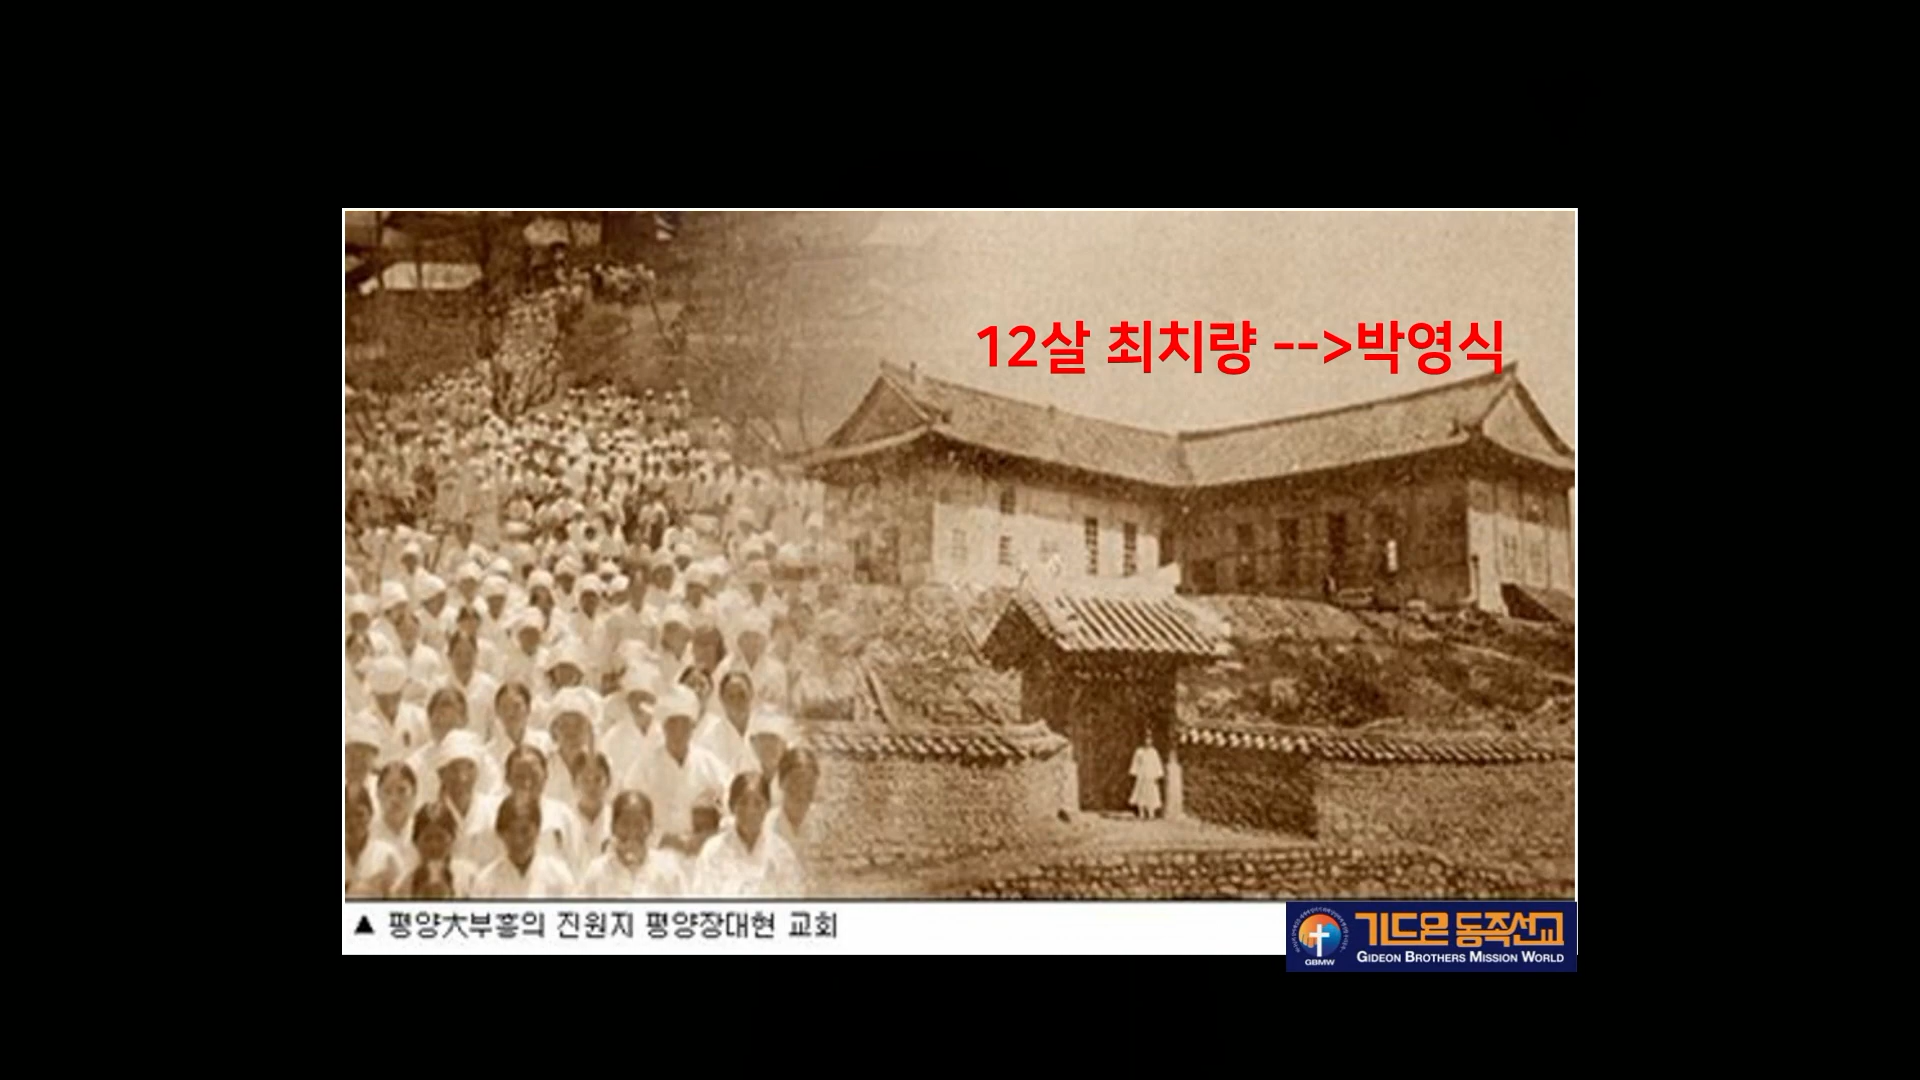 12살 최치량 -->박영식
▲ 평양大부흥의 진원지 평양장대현 교회
기드온 동족선교
GBMW
GIDEON BROTHERS MISSION WORLD